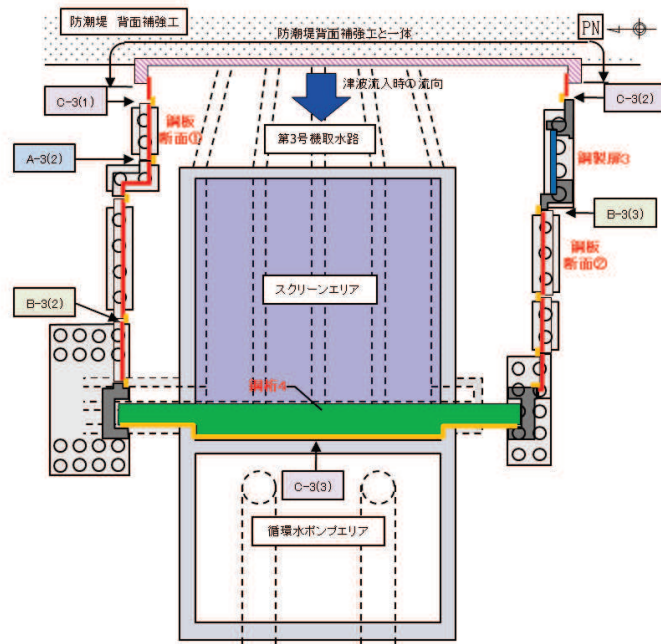 防潮堤 背面補強工
防潮堤背面補強工と一体
PN
C-3(1)
津波流入時の流向
C-3(2)
鋼板
断面①
第3号機取水路
A-3(2)
鋼製扉3
B-3(3)
鋼板
断面②
スクリーンエリア
B-3(2)
鋼桁4
C-3(3)
循環水ポンプエリア